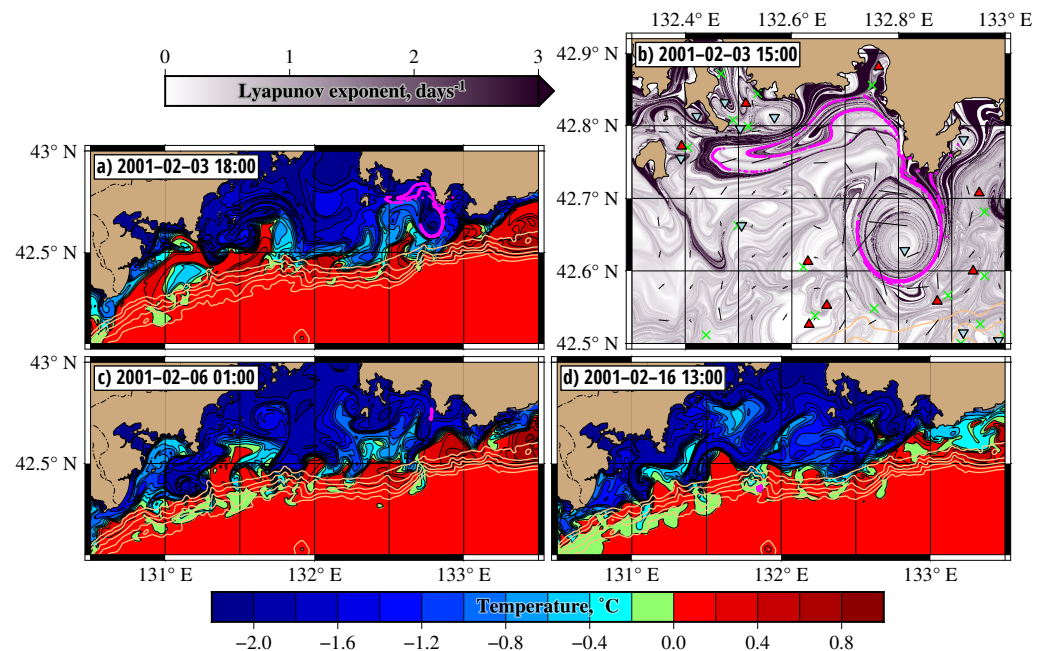 0 1 2 3
Lyapunov exponent, days-1
132.4° E 132.6° E 132.8° E 133° E
b) 2001–02–03 15:00
42.9° N
42.8° N
42.7° N
42.6° N
42.5° N
a) 2001–02–03 18:00
43° N
42.5° N
c) 2001–02–06 01:00
43° N
42.5° N
131° E 132° E 133° E
d) 2001–02–16 13:00
131° E 132° E 133° E
Temperature, °C
−2.0 −1.6 −1.2 −0.8 −0.4 0.0 0.4 0.8